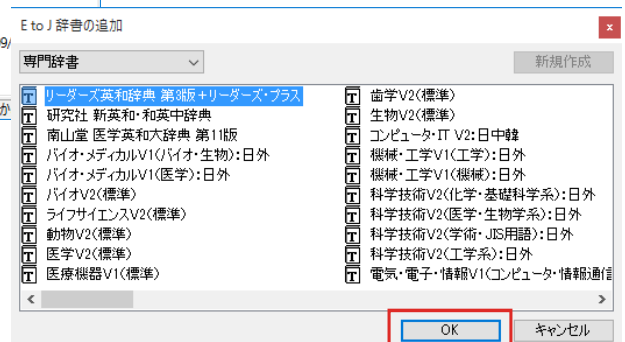 E to J 辞書の追加
x
9/
専門辞書
新規作成
か
リーダーズ英和辞典 第3版+リーダーズ・プラス
研究社 新英和・和英中辞典
南山堂 医学英和大辞典 第11版
バイオ・メディカルV1(バイオ・生物):日外
バイオ・メディカルV1(医学):日外
バイオV2(標準)
ライフサイエンスV2(標準)
動物V2(標準)
医学V2(標準)
医療機器V1(標準)
歯学V2(標準)
生物V2(標準)
コンピュータ・IT V2:日中韓
機械・工学V1(工学):日外
機械・工学V1(機械):日外
科学技術V2(化学・基礎科学系):日外
科学技術V2(医学・生物学系):日外
科学技術V2(学術・JIS用語):日外
科学技術V2(工学系):日外
電気・電子・情報V1(コンピュータ・情報通信
OK
キャンセル